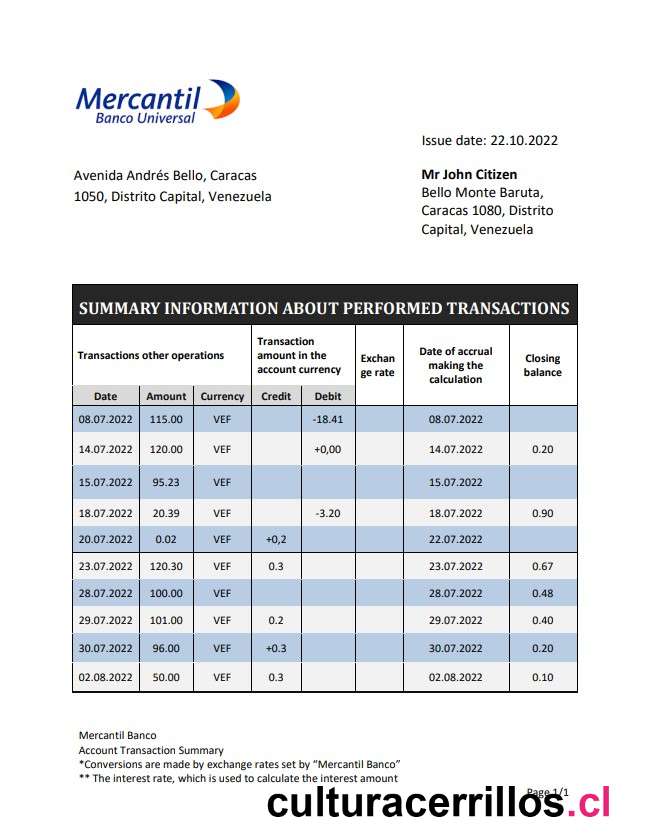 Mercantil
Banco Universal
Issue date: 22.10.2022
Avenida Andrés Bello, Caracas
1050, Distrito Capital, Venezuela
Mr John Citizen
Bello Monte Baruta,
Caracas 1080, Distrito
Capital, Venezuela
SUMMARY INFORMATION ABOUT PERFORMED TRANSACTIONS
Transactions other operations
Transaction
amount in the
account currency
Exchan
ge rate
Date of accrual
making the
calculation
Closing
balance
Date Amount Currency Credit Debit
08.07.2022 115.00 VEF -18.41 08.07.2022
14.07.2022 120.00 VEF +0,00 14.07.2022 0.20
15.07.2022 95.23 VEF 15.07.2022
18.07.2022 20.39 VEF -3.20 18.07.2022 0.90
20.07.2022 0.02 VEF +0,2 22.07.2022
23.07.2022 120.30 VEF 0.3 23.07.2022 0.67
28.07.2022 100.00 VEF 28.07.2022 0.48
29.07.2022 101.00 VEF 0.2 29.07.2022 0.40
30.07.2022 96.00 VEF +0.3 30.07.2022 0.20
02.08.2022 50.00 VEF 0.3 02.08.2022 0.10
Mercantil Banco
Account Transaction Summary
*Conversions are made by exchange rates set by “Mercantil Banco”
** The interest rate, which is used to calculate the interest amount
Page 1/1
culturacerrillos.cl